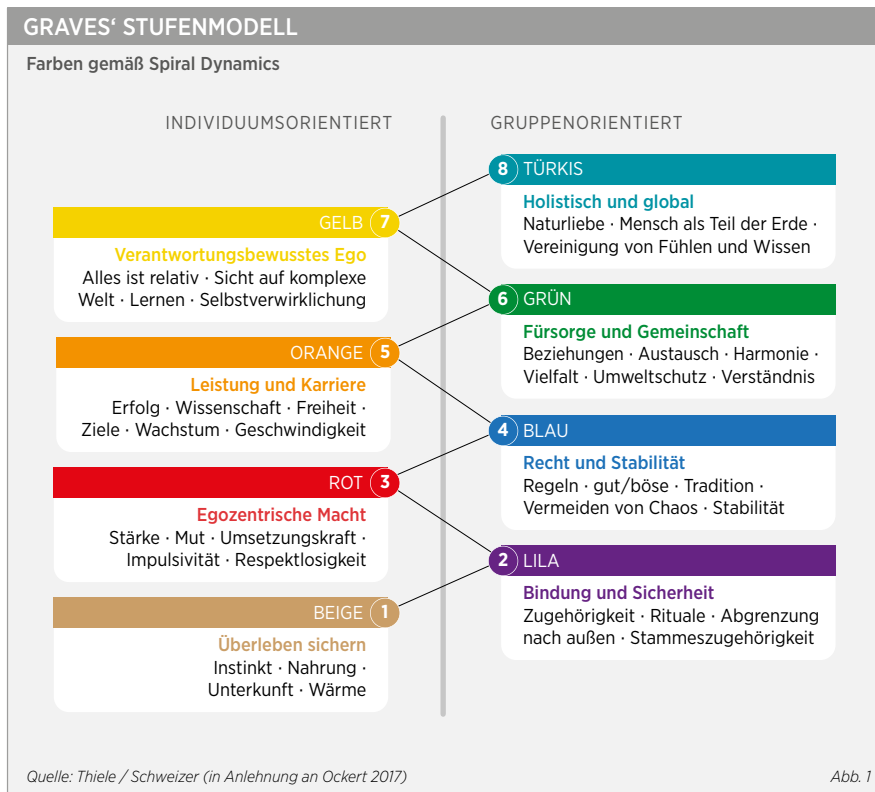 GRAVES‘ STUFENMODELL
Farben gemäß Spiral Dynamics
INDIVIDUUMSORIENTIERT
GRUPPENORIENTIERT
8 TÜRKIS
Holistisch und global
Naturliebe · Mensch als Teil der Erde ·
Vereinigung von Fühlen und Wissen
GELB 7
Verantwortungsbewusstes Ego
Alles ist relativ · Sicht auf komplexe
Welt · Lernen · Selbstverwirklichung
6 GRÜN
Fürsorge und Gemeinschaft
Beziehungen · Austausch · Harmonie ·
Vielfalt · Umweltschutz · Verständnis
ORANGE 5
Leistung und Karriere
Erfolg · Wissenschaft · Freiheit ·
Ziele · Wachstum · Geschwindigkeit
4 BLAU
Recht und Stabilität
Regeln · gut/böse · Tradition ·
Vermeiden von Chaos · Stabilität
ROT 3
Egozentrische Macht
Stärke · Mut · Umsetzungskraft ·
Impulsivität · Respektlosigkeit
2 LILA
Bindung und Sicherheit
Zugehörigkeit · Rituale · Abgrenzung
nach außen · Stammeszugehörigkeit
BEIGE 1
Überleben sichern
Instinkt · Nahrung ·
Unterkunft · Wärme
Quelle: Thiele / Schweizer (in Anlehnung an Ockert 2017)
Abb. 1